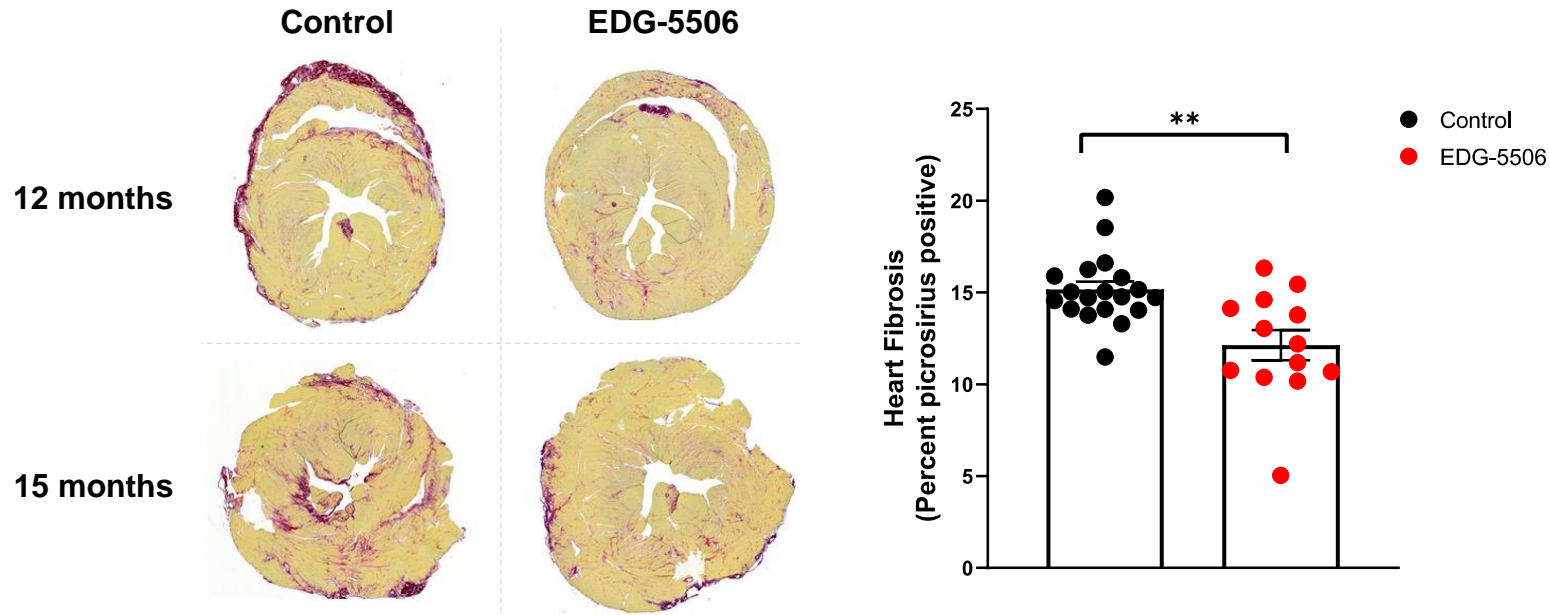 Control
EDG-5506
12 months
15 months
Heart Fibrosis
(Percent picrosirius positive)
25
20
15
10
5
0
**
Control
EDG-5506